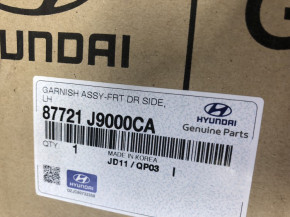 HYUNDAI
GARNISH ASSY-FRT DR SIDE,
LH
87721 J9000CA
HYUNDAI
Genuine Parts
QTY 1
MADE IN KOREA
JD11 / QP03 I